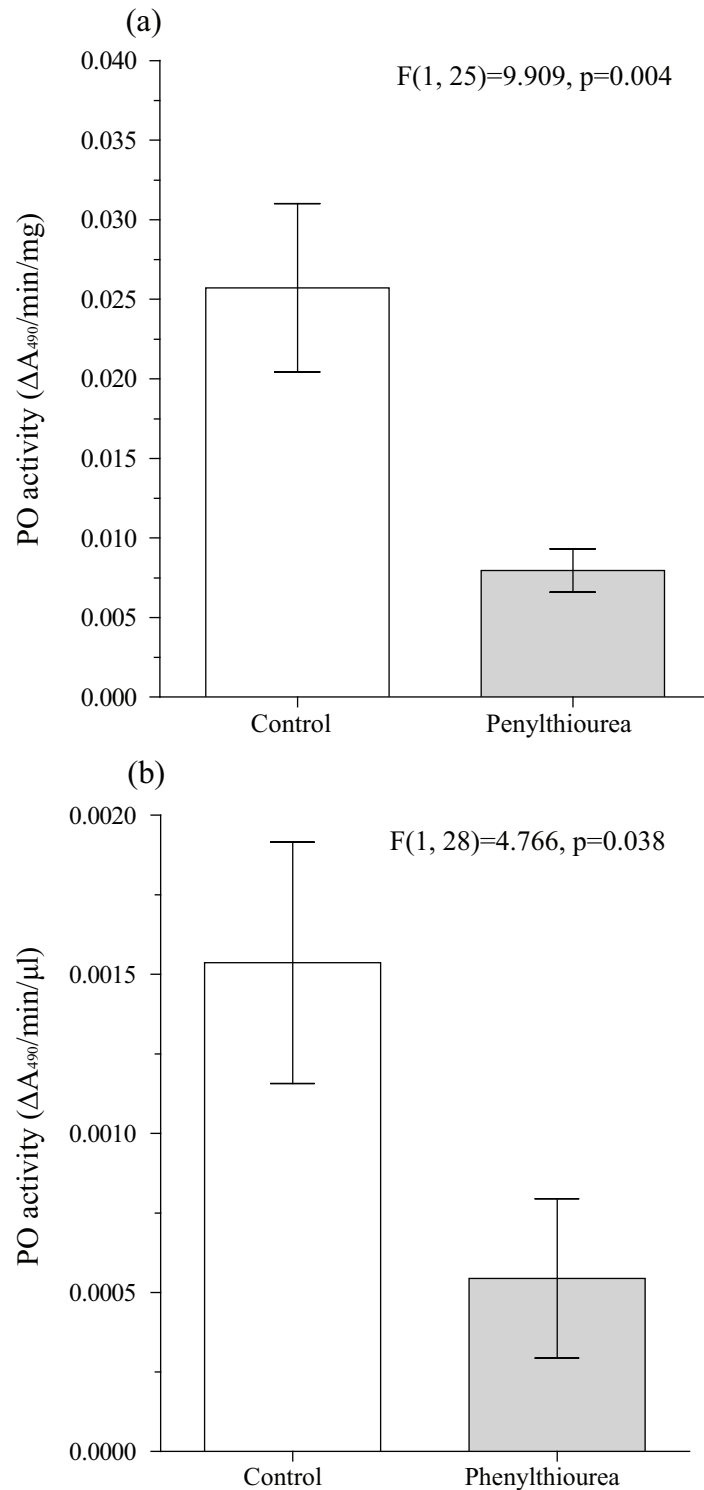 (a)
F(1, 25)=9.909, p=0.004
PO activity (ΔA490/min/mg)
0.040
0.035
0.030
0.025
0.020
0.015
0.010
0.005
0.000
Control Penylthiourea
(b)
F(1, 28)=4.766, p=0.038
PO activity (ΔA490/min/µl)
0.0020
0.0015
0.0010
0.0005
0.0000
Control Phenylthiourea